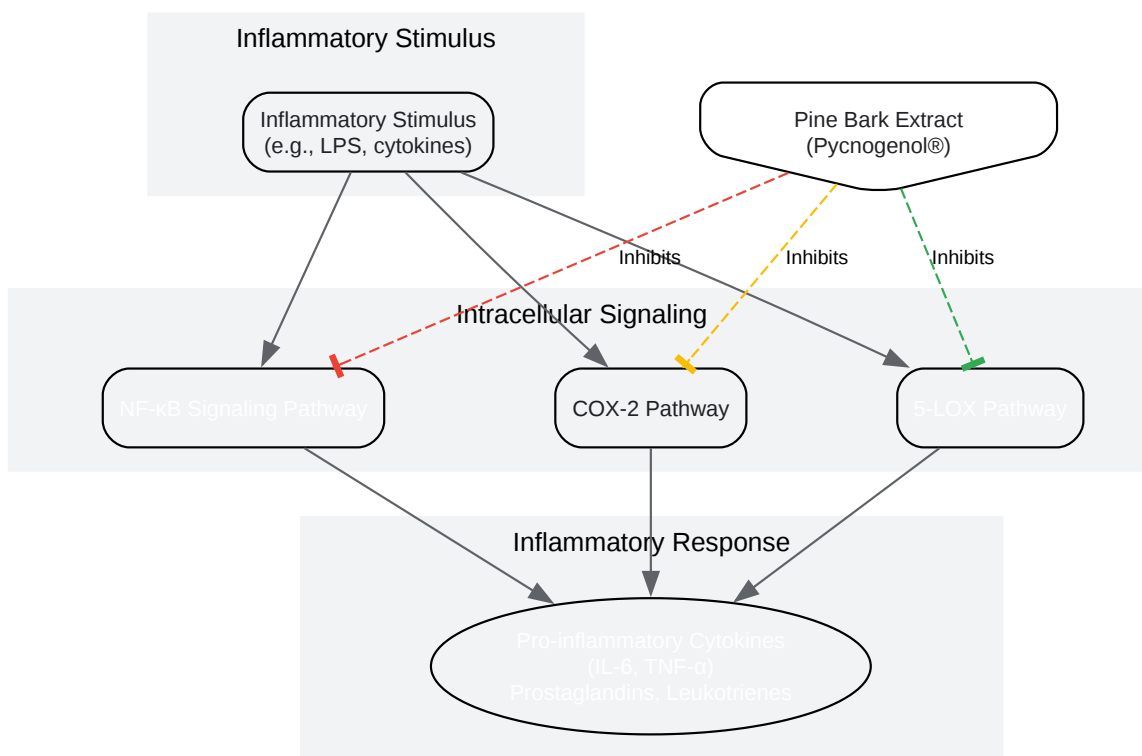 Inflammatory Stimulus
Inflammatory Stimulus
(e.g., LPS, cytokines)
Pine Bark Extract
(Pycnogenol®)
Inhibits
Inhibits
Inhibits
Intracellular Signaling
NF-κB Signaling Pathway
COX-2 Pathway
5-LOX Pathway
Inflammatory Response
Pro-inflammatory Cytokines
(IL-6, TNF-α)
Prostaglandins, Leukotrienes